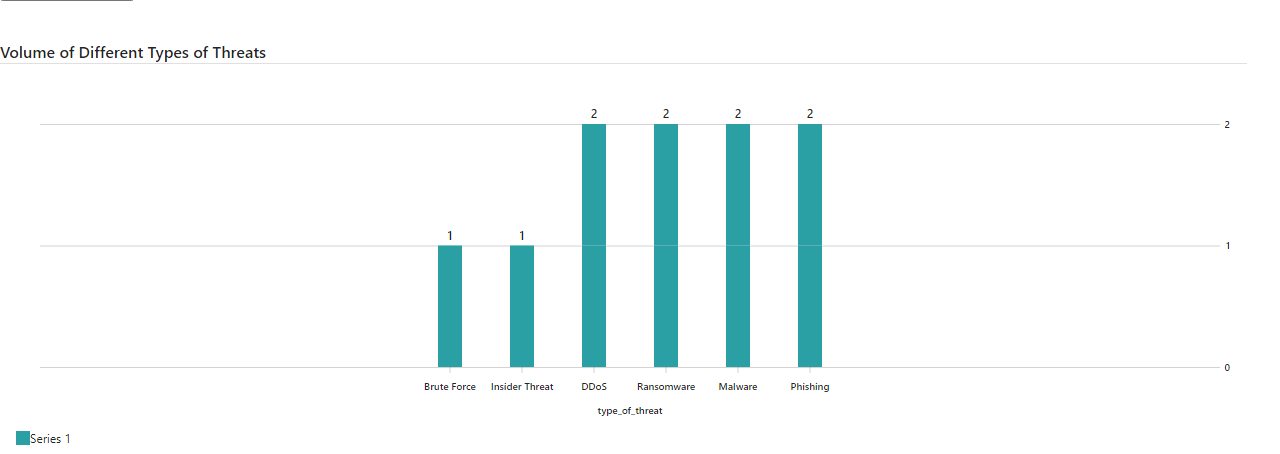 Volume of Different Types of Threats
2 2 2 2
2
1 1
1
0
Brute Force Insider Threat DDoS Ransomware Malware Phishing
type_of_threat
Series 1